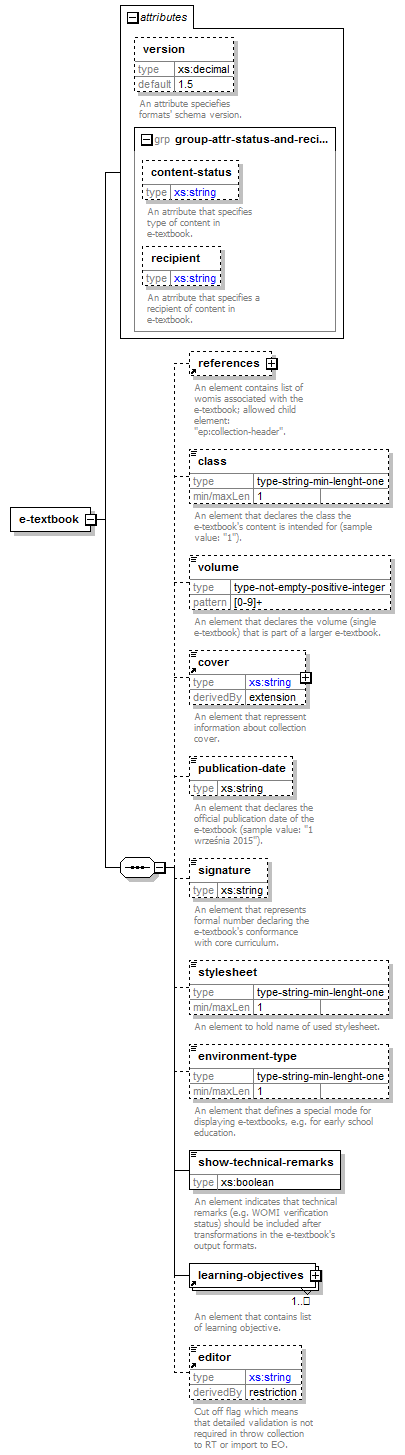 attributes
version
type xs:decimal
default 1.5
An attribute speciefies
formats' schema version.
grp group-attr-status-and-reci...
content-status
type xs:string
An atribute that specifies
type of content in
e-textbook.
recipient
type xs:string
An attribute that specifies a
recipient of content in
e-textbook.
references
An element contains list of
womis associated with the
e-textbook; allowed child
element:
"ep:collection-header".
class
type type-string-min-lenght-one
min/maxLen 1
An element that declares the class the
e-textbook's content is intended for (sample
value: "1").
e-textbook
volume
type type-not-empty-positive-integer
pattern [0-9]+
An element that declares the volume (single
e-textbook) that is part of a larger e-textbook.
cover
type xs:string
derivedBy extension
An element that repressent
information about collection
cover.
publication-date
type xs:string
An element that declares the
official publication date of the
e-textbook (sample value: "1
września 2015").
signature
type xs:string
An element that represents
formal number declaring the
e-textbook's conformance
with core curriculum.
stylesheet
type type-string-min-lenght-one
min/maxLen 1
An element to hold name of used stylesheet.
environment-type
type type-string-min-lenght-one
min/maxLen 1
An element that defines a special mode for
displaying e-textbooks, e.g. for early school
education.
show-technical-remarks
type xs:boolean
An element indicates that technical
remarks (e.g. WOMI verification
status) should be included after
transformations in the e-textbook's
output formats.
learning-objectives
1..
An element that contains list
of learning objective.
editor
type xs:string
derivedBy restriction
Cut off flag which means
that detailed validation is not
required in throw collection
to RT or import to EO.